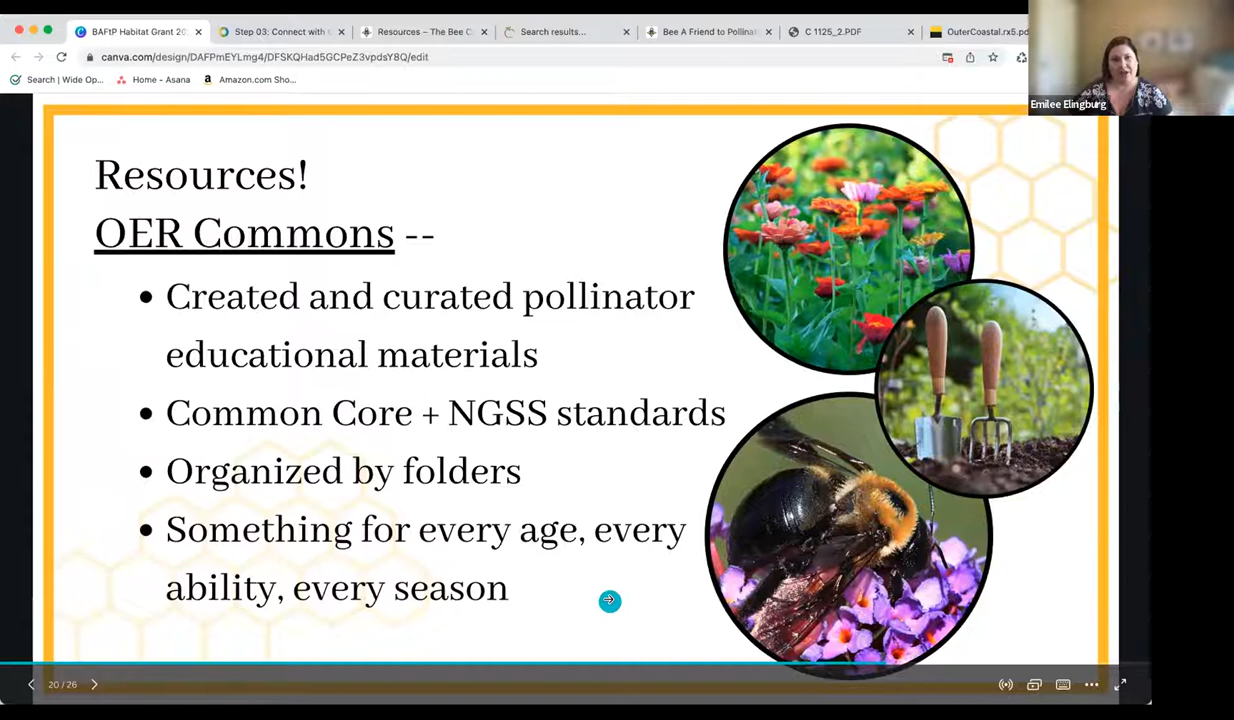 BAFtP Habitat Grant 20
Step 03: Connect with
Resources – The Bee C
Search results...
Bee A Friend to Pollinat
C 1125_2.PDF
OuterCoastal.rx5.pd
canva.com/design/DAFPmEYLmg4/DFSKQHad5GCPeZ3vpdsY8Q/edit
Search | Wide Op...
Home - Asana
Amazon.com Sho...
Emilee Elingburg
Resources!
OER Commons --
• Created and curated pollinator
educational materials
• Common Core + NGSS standards
• Organized by folders
• Something for every age, every
ability, every season
20 / 26